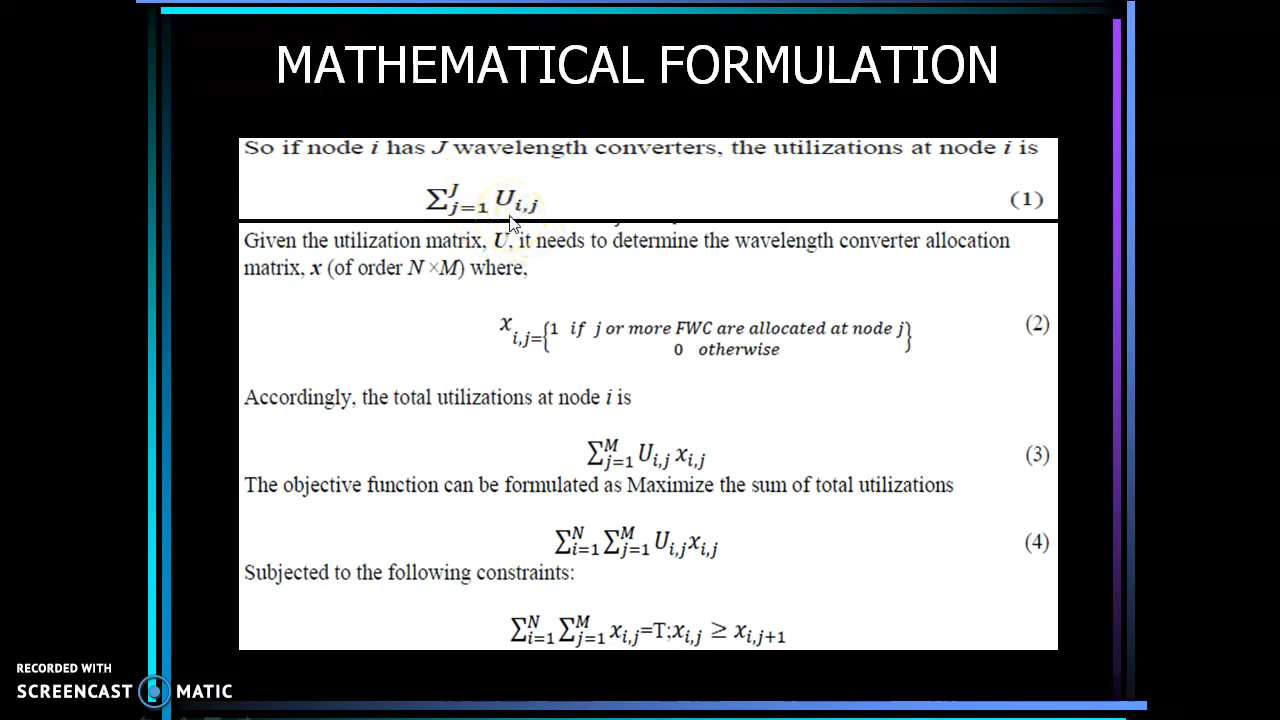 MATHEMATICAL FORMULATION
So if node i has J wavelength converters, the utilizations at node i is
∑_{j=1}^{J} U_{i,j} (1)
Given the utilization matrix, U, it needs to determine the wavelength converter allocation
matrix, x (of order N ×M) where,
x_{i,j}={1 if j or more FWC are allocated at node j} (2)
0 otherwise
Accordingly, the total utilizations at node i is
∑_{j=1}^{M} U_{i,j} x_{i,j} (3)
The objective function can be formulated as Maximize the sum of total utilizations
∑_{i=1}^{N} ∑_{j=1}^{M} U_{i,j} x_{i,j} (4)
Subjected to the following constraints:
∑_{i=1}^{N} ∑_{j=1}^{M} x_{i,j}=T;x_{i,j} ≥ x_{i,j+1}
RECORDED WITH
SCREENCAST MATIC